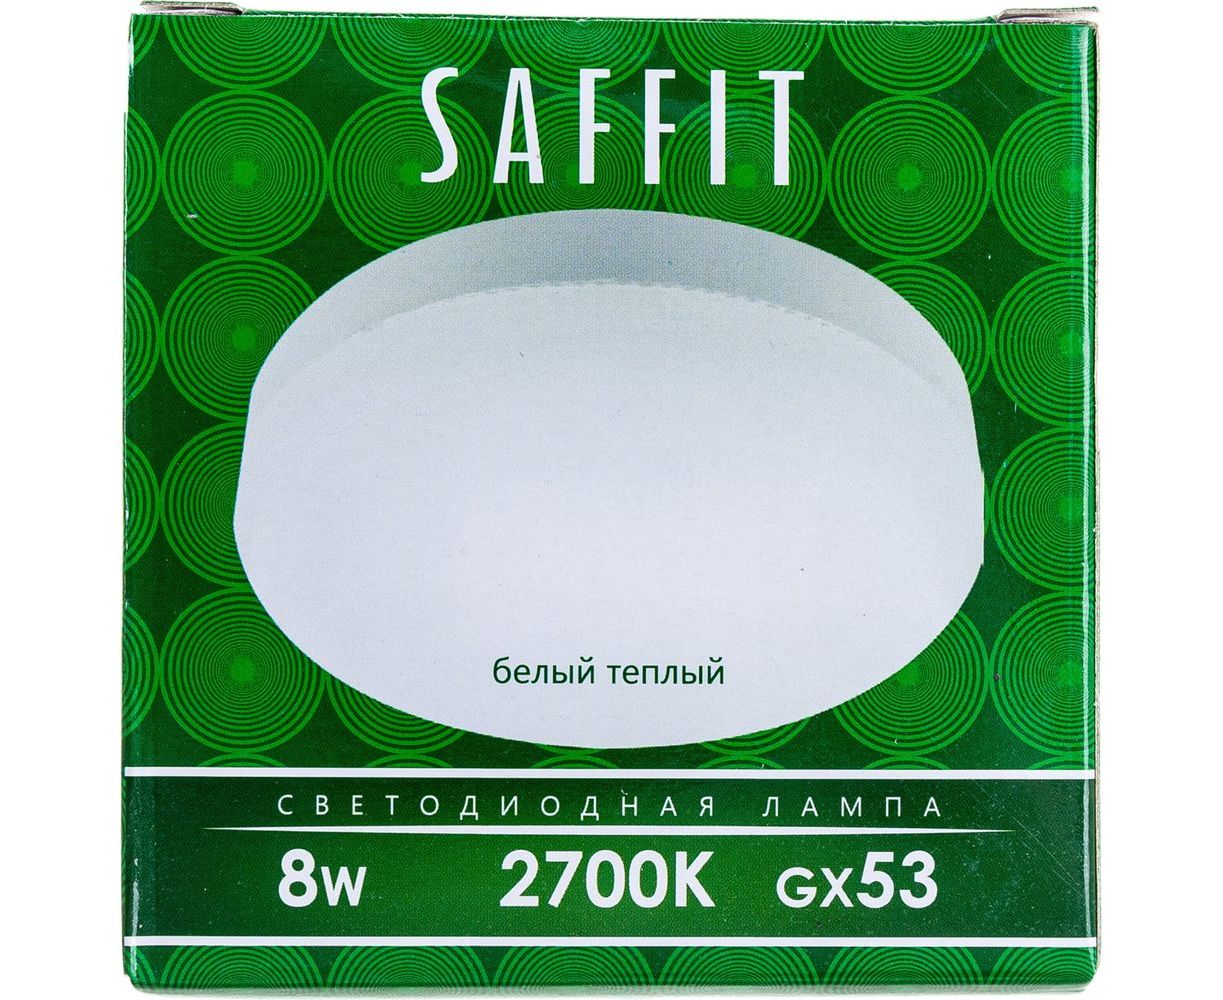 SAFFIT
белый теплый
СВЕТОДИОДНАЯ ЛАМПА
8W 2700K GX53